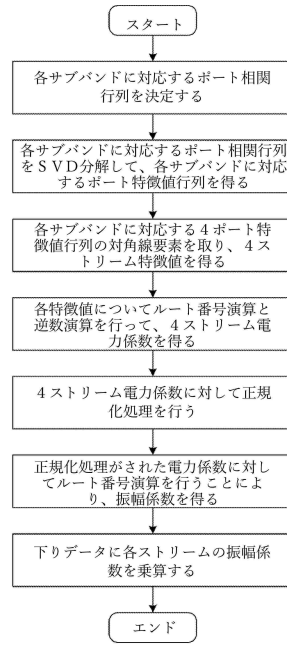 スタート
各サブバンドに対応するポート相関
行列を決定する
各サブバンドに対応するポート相関行列
をＳＶＤ分解して、各サブバンドに対応
するポート特徴値行列を得る
各サブバンドに対応する４ポート特
徴値行列の対角線要素を取り、４ス
トリーム特徴値を得る
各特徴値についてルート番号演算と
逆数演算を行って、４ストリーム電
力係数を得る
４ストリーム電力係数に対して正規
化処理を行う
正規化処理がされた電力係数に対し
てルート番号演算を行うことによ
り、振幅係数を得る
下りデータに各ストリームの振幅係
数を乗算する
エンド